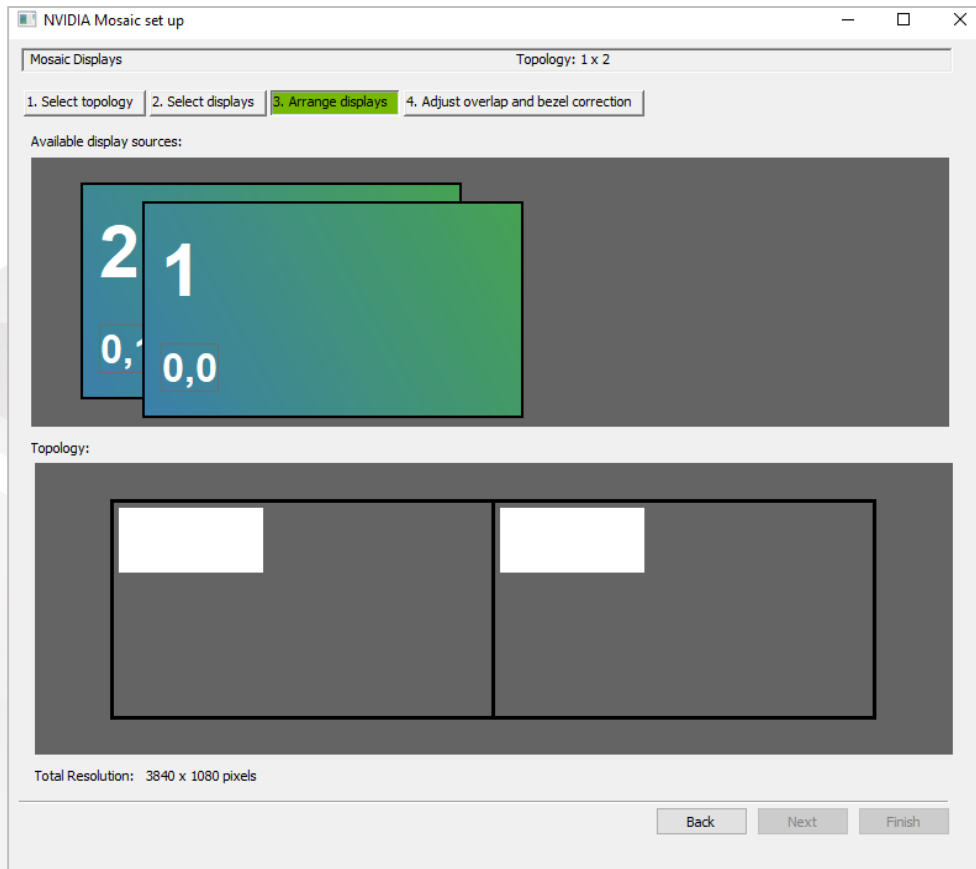 NVIDIA Mosaic set up
Mosaic Displays Topology: 1 x 2
1. Select topology 2. Select displays 3. Arrange displays 4. Adjust overlap and bezel correction
Available display sources:
2 1
0,1 0,0
Topology:
Total Resolution: 3840 x 1080 pixels
Back Next Finish